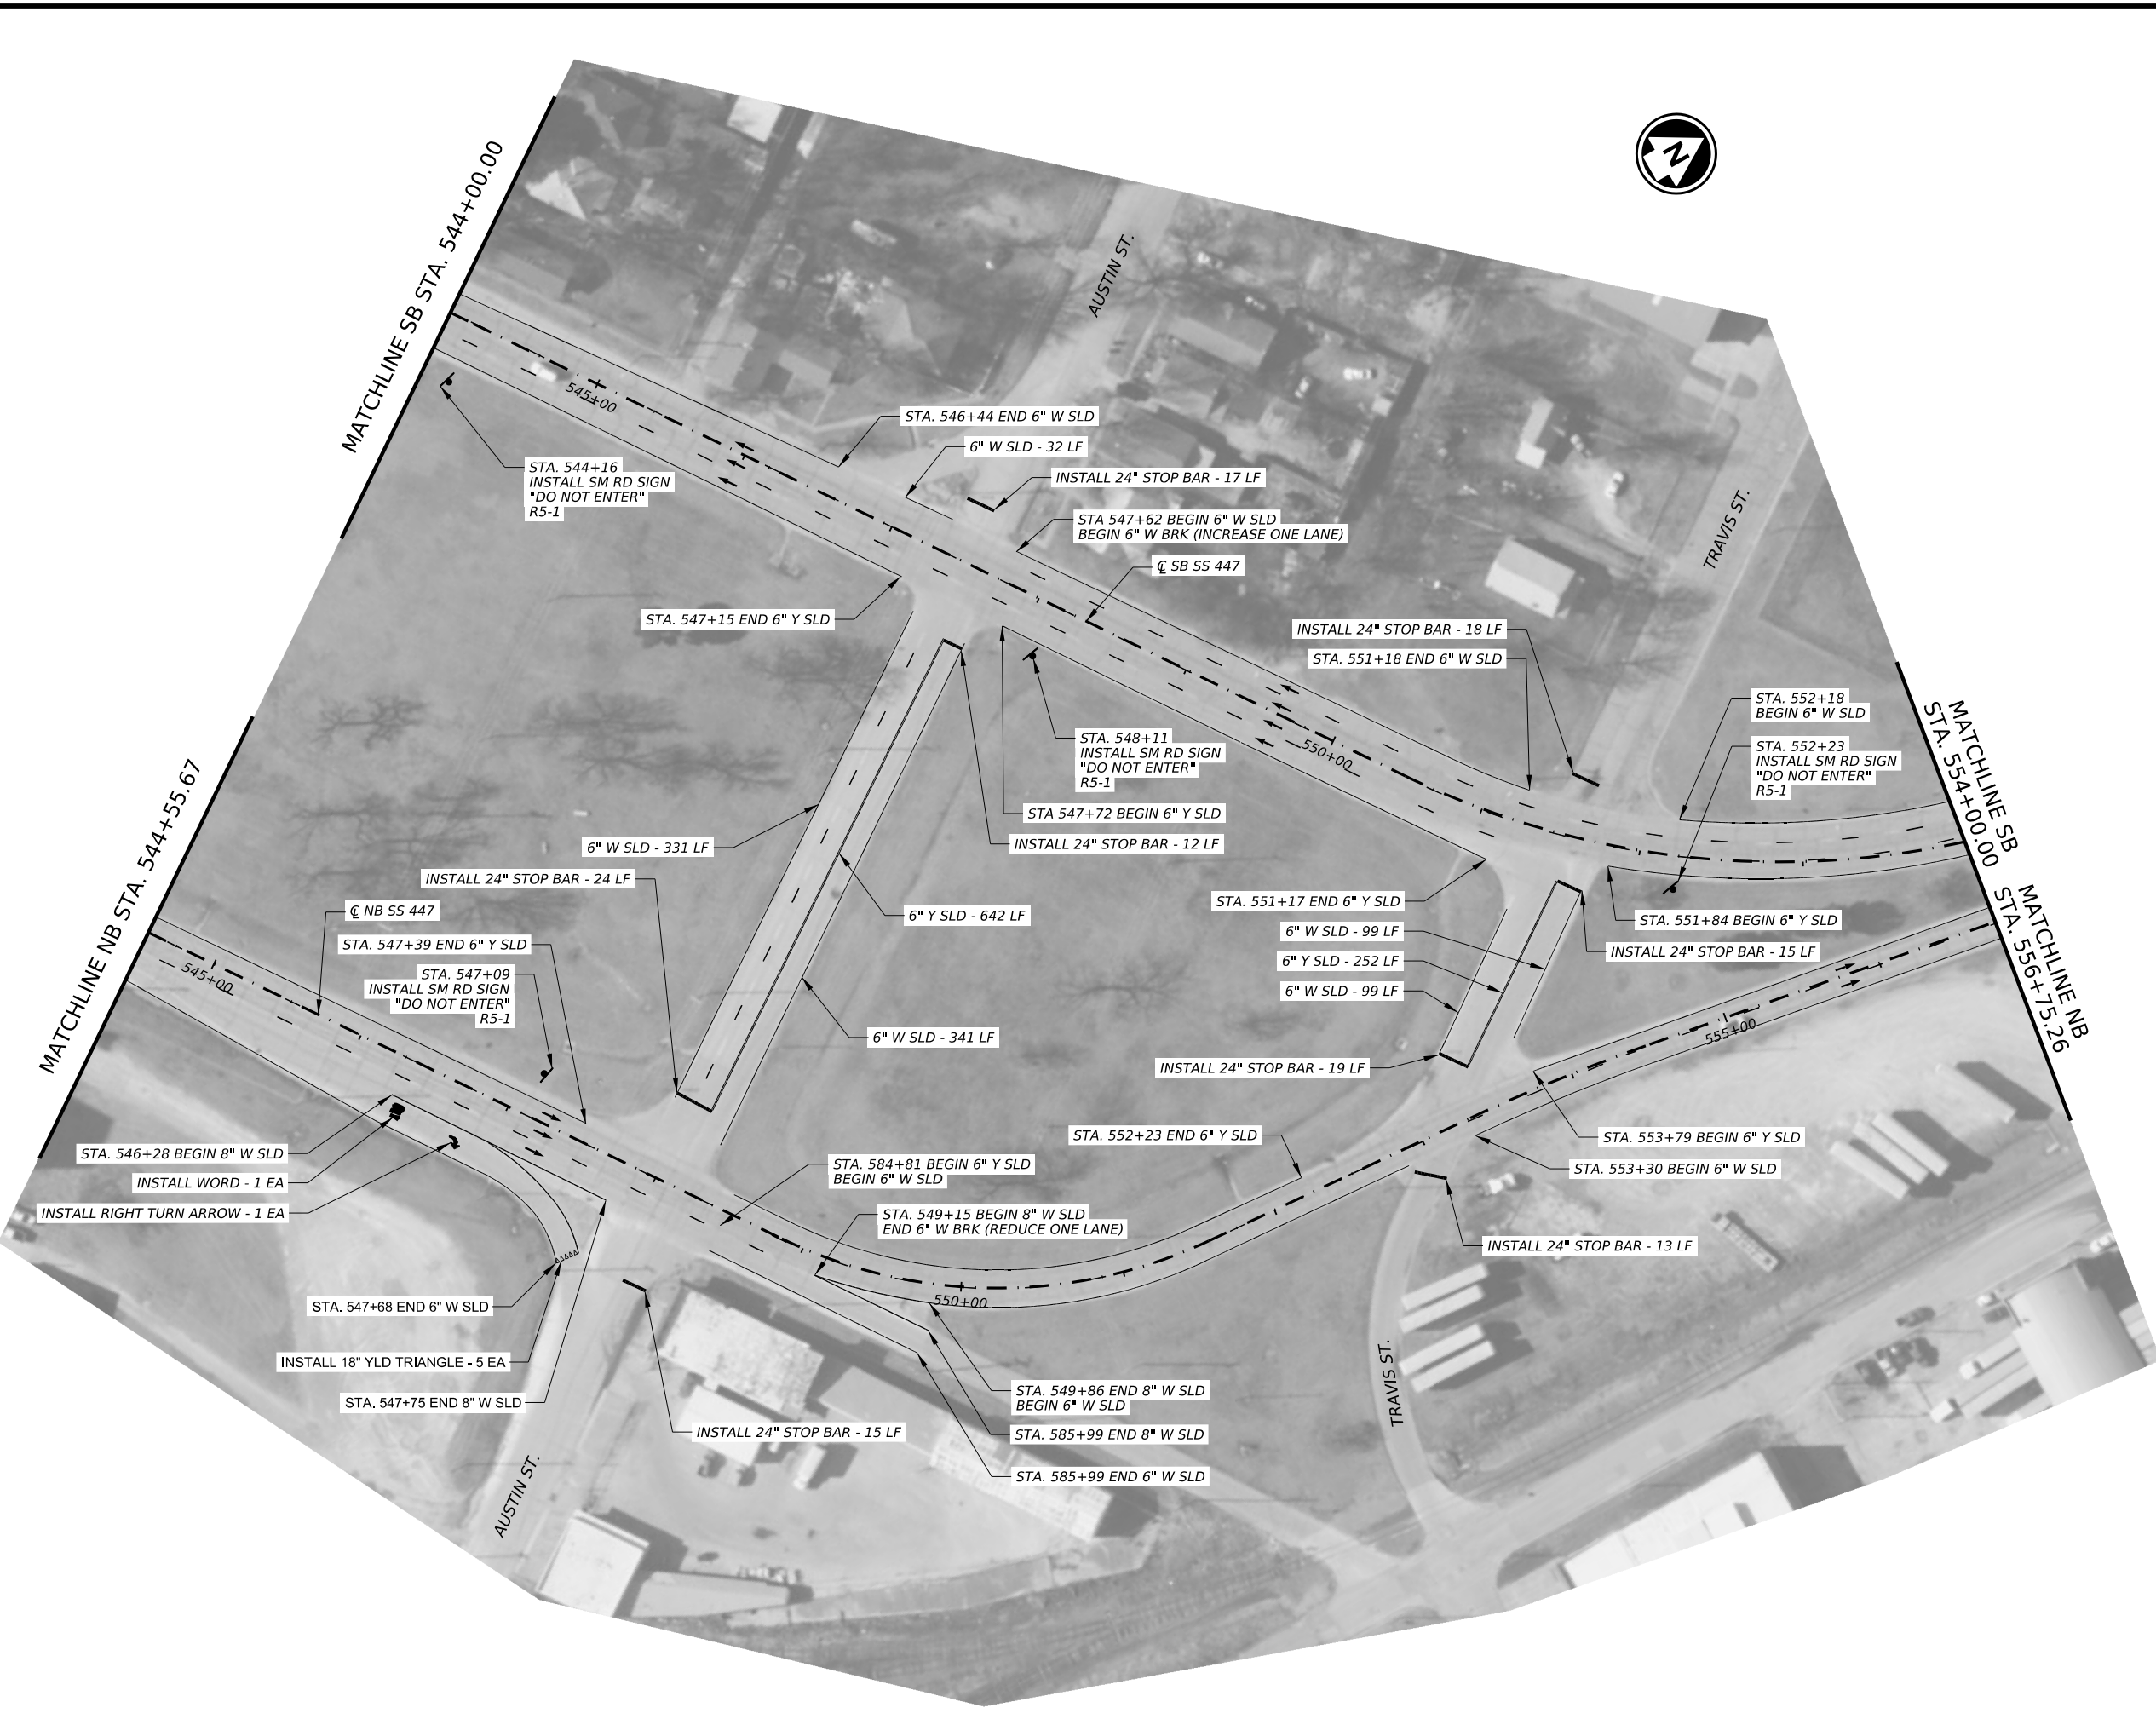 N
MATCHLINE SB STA. 544+00.00
AUSTIN ST.
545+00
STA. 546+44 END 6" W SLD
6" W SLD - 32 LF
INSTALL 24" STOP BAR - 17 LF
STA. 544+16
INSTALL SM RD SIGN
"DO NOT ENTER"
R5-1
STA 547+62 BEGIN 6" W SLD
BEGIN 6" W BRK (INCREASE ONE LANE)
℄ SB SS 447
TRAVIS ST.
STA. 547+15 END 6" Y SLD
INSTALL 24" STOP BAR - 18 LF
STA. 551+18 END 6" W SLD
STA. 552+18
BEGIN 6" W SLD
STA. 548+11
INSTALL SM RD SIGN
"DO NOT ENTER"
R5-1
550+00
STA. 552+23
INSTALL SM RD SIGN
"DO NOT ENTER"
R5-1
MATCHLINE SB
STA. 554+00.00
STA 547+72 BEGIN 6" Y SLD
INSTALL 24" STOP BAR - 12 LF
6" W SLD - 331 LF
INSTALL 24" STOP BAR - 24 LF
MATCHLINE NB STA. 544+55.67
℄ NB SS 447
6" Y SLD - 642 LF
STA. 551+17 END 6" Y SLD
STA. 551+84 BEGIN 6" Y SLD
6" W SLD - 99 LF
INSTALL 24" STOP BAR - 15 LF
6" Y SLD - 252 LF
6" W SLD - 99 LF
MATCHLINE NB
STA. 556+75.26
STA. 547+39 END 6" Y SLD
545+00
STA. 547+09
INSTALL SM RD SIGN
"DO NOT ENTER"
R5-1
555+00
6" W SLD - 341 LF
INSTALL 24" STOP BAR - 19 LF
STA. 552+23 END 6" Y SLD
STA. 553+79 BEGIN 6" Y SLD
STA. 553+30 BEGIN 6" W SLD
STA. 546+28 BEGIN 8" W SLD
INSTALL WORD - 1 EA
INSTALL RIGHT TURN ARROW - 1 EA
STA. 584+81 BEGIN 6" Y SLD
BEGIN 6" W SLD
STA. 549+15 BEGIN 8" W SLD
END 6" W BRK (REDUCE ONE LANE)
INSTALL 24" STOP BAR - 13 LF
550+00
STA. 547+68 END 6" W SLD
INSTALL 18" YLD TRIANGLE - 5 EA
STA. 547+75 END 8" W SLD
STA. 549+86 END 8" W SLD
BEGIN 6" W SLD
TRAVIS ST.
INSTALL 24" STOP BAR - 15 LF
STA. 585+99 END 8" W SLD
STA. 585+99 END 6" W SLD
AUSTIN ST.